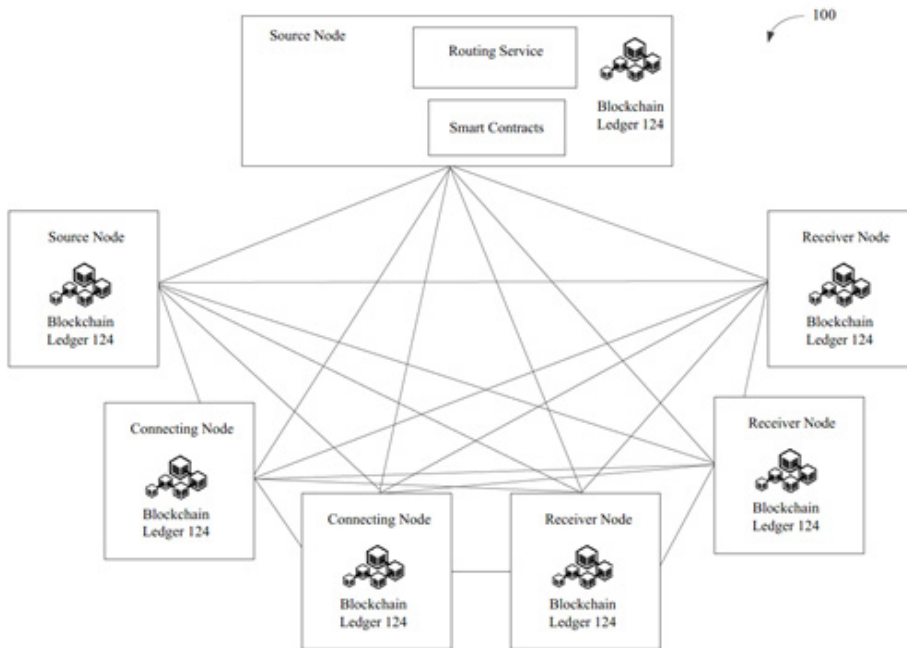 100
Source Node
Routing Service
Smart Contracts
Blockchain
Ledger 124
Source Node
Blockchain
Ledger 124
Receiver Node
Blockchain
Ledger 124
Connecting Node
Blockchain
Ledger 124
Receiver Node
Blockchain
Ledger 124
Connecting Node
Blockchain
Ledger 124
Receiver Node
Blockchain
Ledger 124